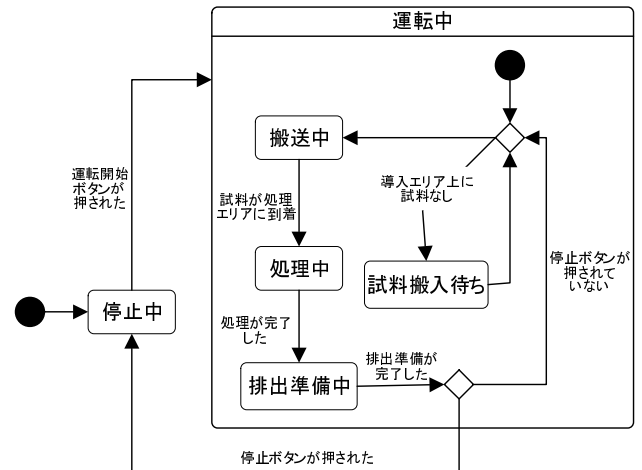 運転中
搬送中
運転開始
ボタンが
押された
導入エリア上に
試料なし
試料が処理
エリアに到着
停止ボタンが
押されて
いない
処理中
試料搬入待ち
停止中
処理が完了
した
排出準備が
完了した
排出準備中
停止ボタンが押された